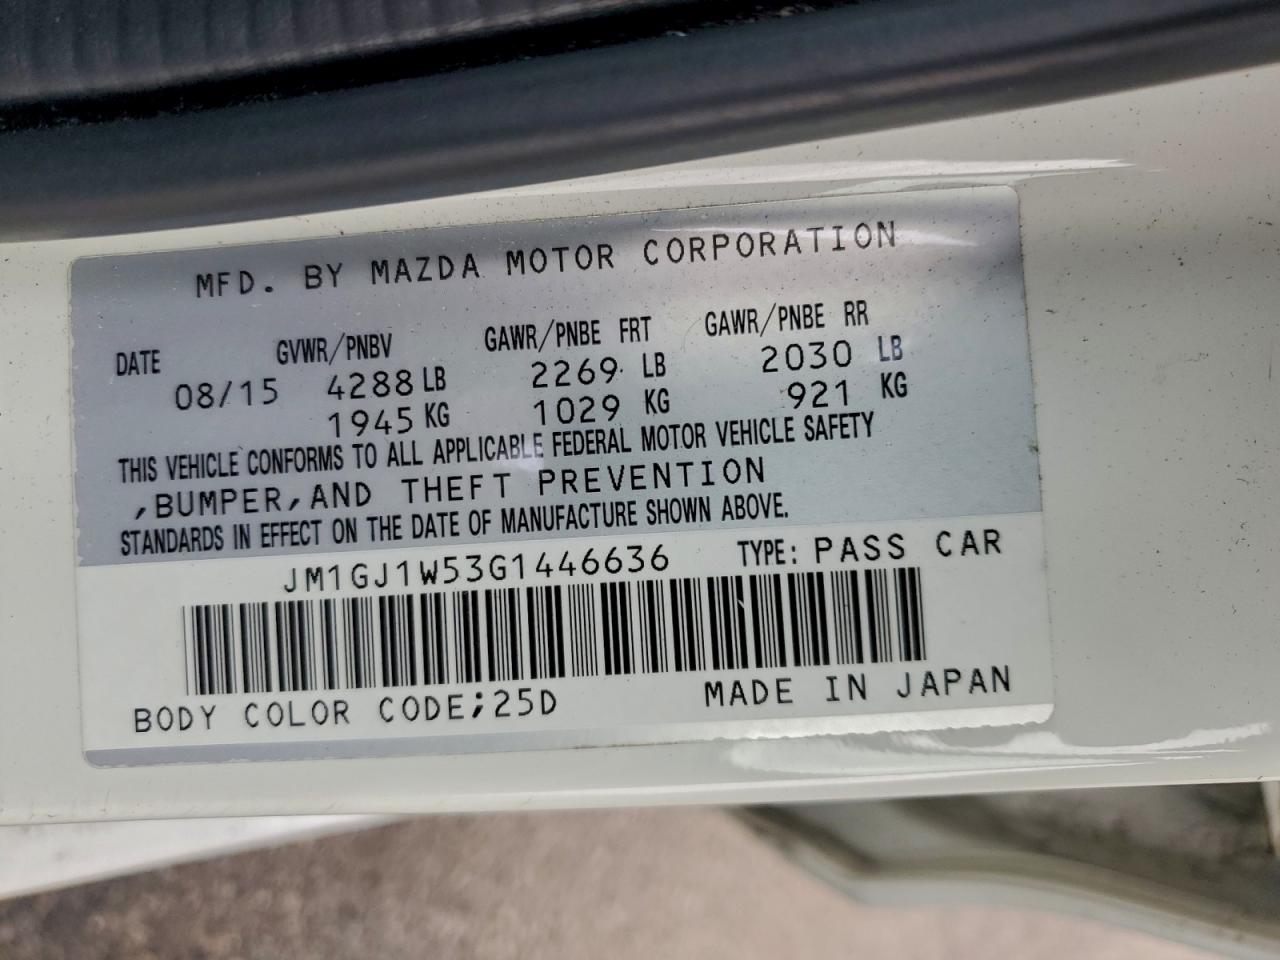 MFD. BY MAZDA MOTOR CORPORATION
DATE GVWR/PNBV GAWR/PNBE FRT GAWR/PNBE RR
08/15 4288 LB 2269 LB 2030 LB
1945 KG 1029 KG 921 KG
THIS VEHICLE CONFORMS TO ALL APPLICABLE FEDERAL MOTOR VEHICLE SAFETY
,BUMPER,AND THEFT PREVENTION
STANDARDS IN EFFECT ON THE DATE OF MANUFACTURE SHOWN ABOVE.
JM1GJ1W53G1446636 TYPE: PASS CAR
BODY COLOR CODE;25D MADE IN JAPAN